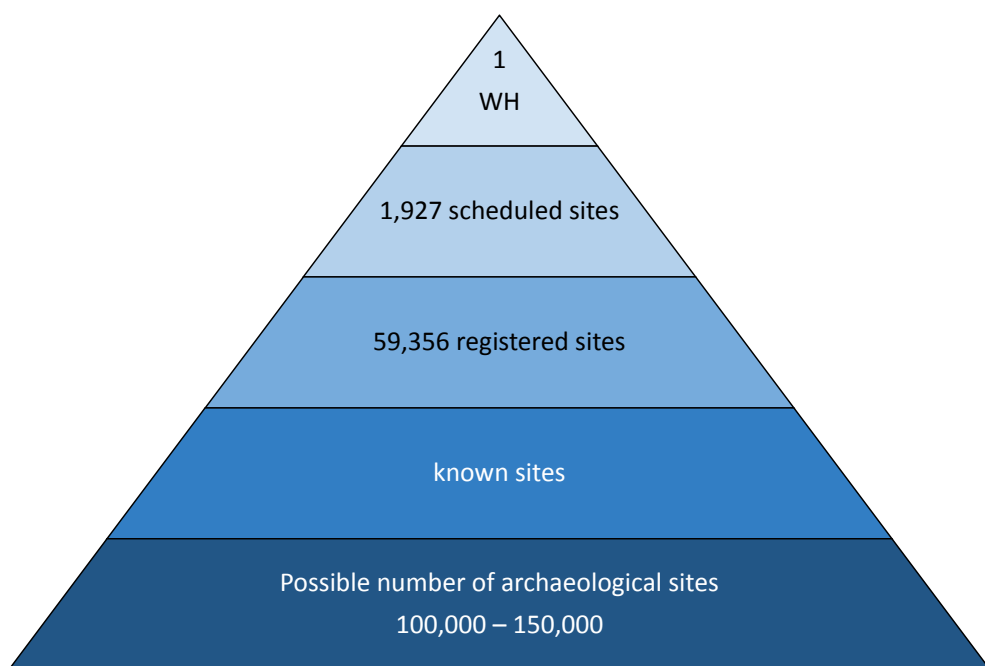 1
WH
1,927 scheduled sites
59,356 registered sites
known sites
Possible number of archaeological sites
100,000 – 150,000